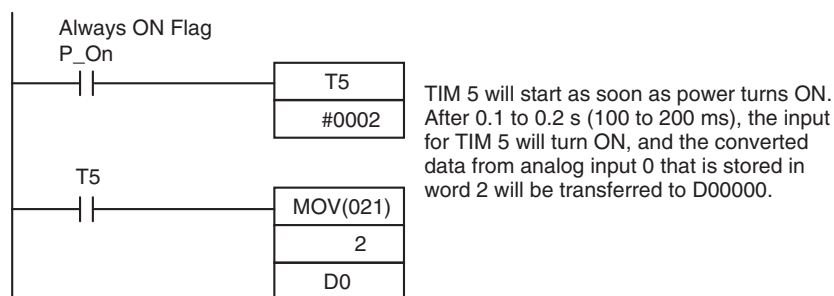 Always ON Flag
P_On
T5
#0002
TIM 5 will start as soon as power turns ON.
After 0.1 to 0.2 s (100 to 200 ms), the input
for TIM 5 will turn ON, and the converted
data from analog input 0 that is stored in
word 2 will be transferred to D00000.
T5
MOV(021)
2
D0